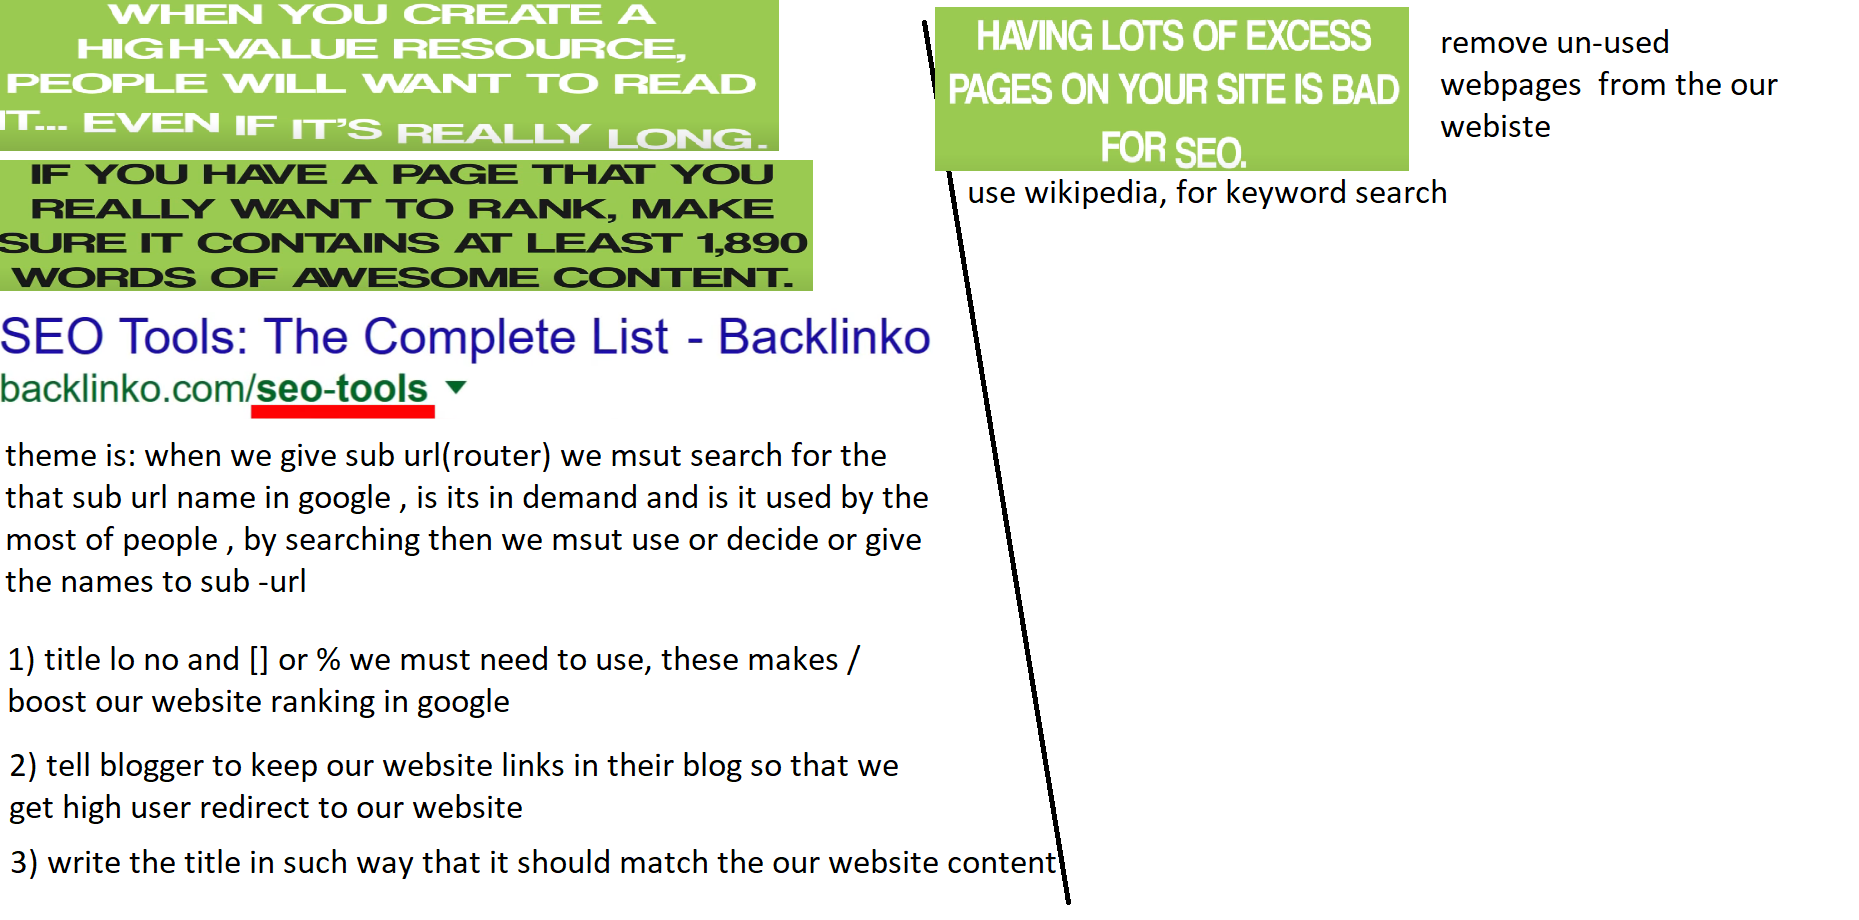 WHEN YOU CREATE A
HIGH-VALUE RESOURCE,
PEOPLE WILL WANT TO READ
IT... EVEN IF IT'S REALLY LONG.
IF YOU HAVE A PAGE THAT YOU
REALLY WANT TO RANK, MAKE
SURE IT CONTAINS AT LEAST 1,890
WORDS OF AWESOME CONTENT.
SEO Tools: The Complete List - Backlinko
backlinko.com/seo-tools
theme is: when we give sub url(router) we msut search for the
that sub url name in google , is its in demand and is it used by the
most of people , by searching then we msut use or decide or give
the names to sub -url
1) title lo no and [] or % we must need to use, these makes /
boost our website ranking in google
2) tell blogger to keep our website links in their blog so that we
get high user redirect to our website
3) write the title in such way that it should match the our website content
HAVING LOTS OF EXCESS
PAGES ON YOUR SITE IS BAD
FOR SEO.
remove un-used
webpages  from the our
webiste
use wikipedia, for keyword search